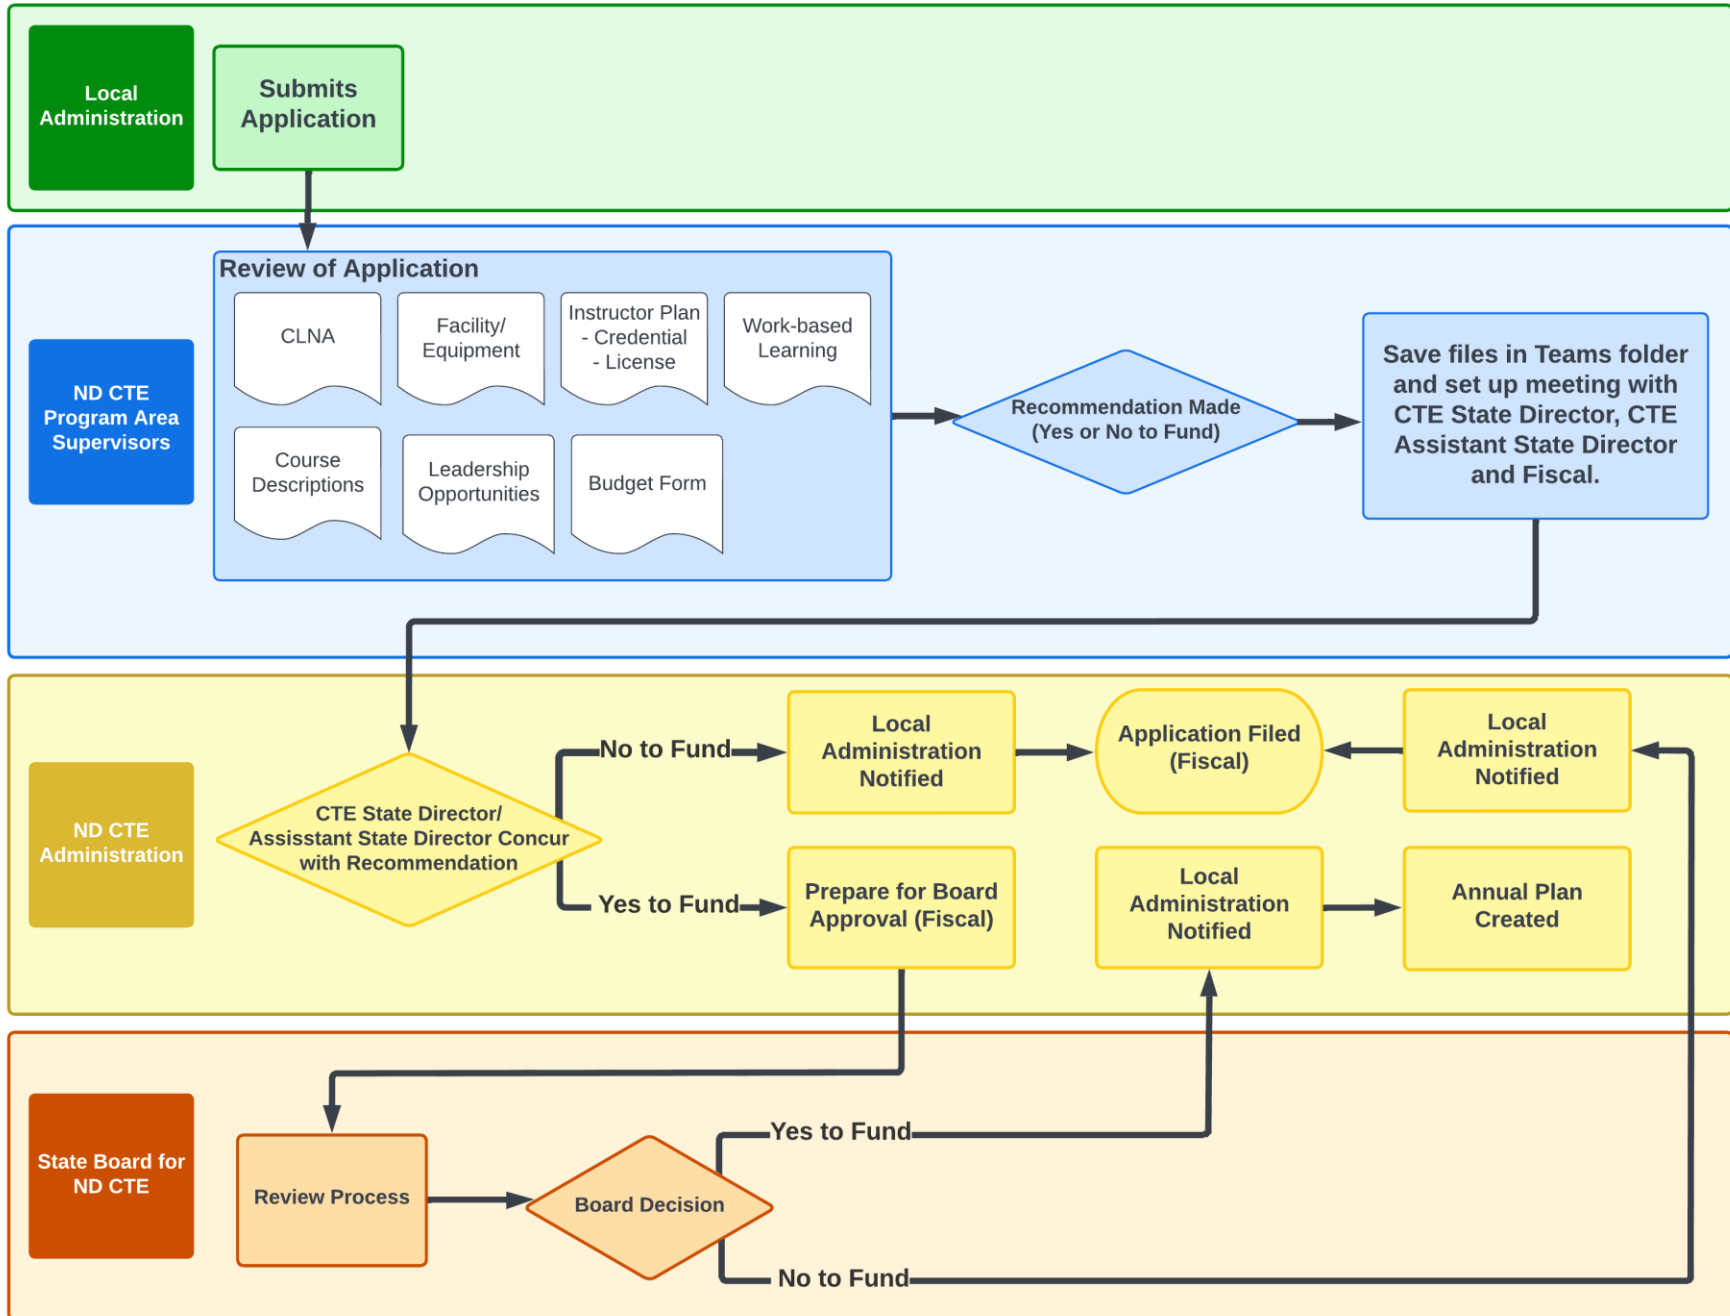 Local
Administration
Submits
Application
ND CTE
Program Area
Supervisors
Review of Application
CLNA
Facility/
Equipment
Instructor Plan
- Credential
- License
Work-based
Learning
Course
Descriptions
Leadership
Opportunities
Budget Form
Recommendation Made
(Yes or No to Fund)
Save files in Teams folder
and set up meeting with
CTE State Director, CTE
Assistant State Director
and Fiscal.
ND CTE
Administration
CTE State Director/
Assisstant State Director Concur
with Recommendation
No to Fund
Local
Administration
Notified
Application Filed
(Fiscal)
Local
Administration
Notified
Yes to Fund
Prepare for Board
Approval (Fiscal)
Local
Administration
Notified
Annual Plan
Created
State Board for
ND CTE
Review Process
Board Decision
Yes to Fund
No to Fund